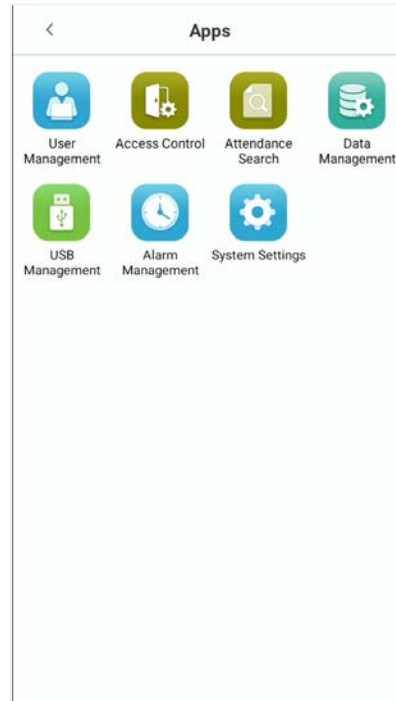 Apps
User
Management
Access Control
Attendance
Search
Data
Management
USB
Management
Alarm
Management
System Settings